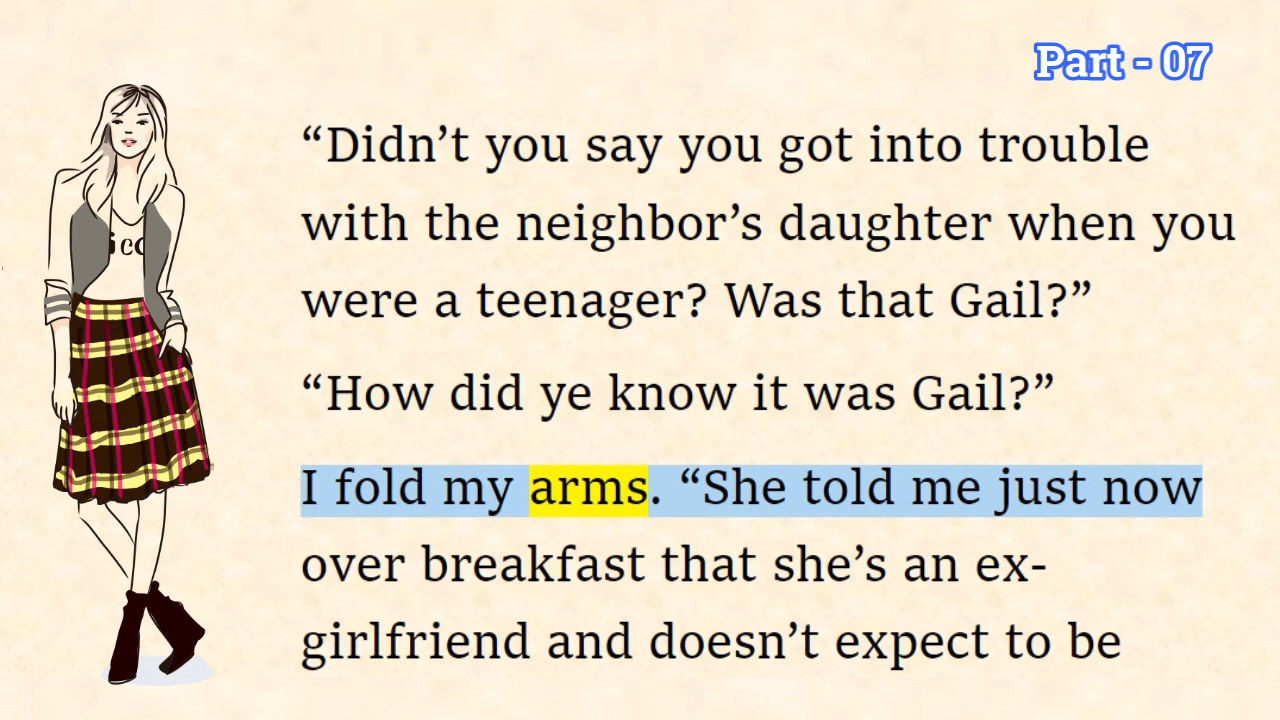 Part - 07
“Didn’t you say you got into trouble
with the neighbor’s daughter when you
were a teenager? Was that Gail?”
“How did ye know it was Gail?”
I fold my arms. “She told me just now
over breakfast that she’s an ex-
girlfriend and doesn’t expect to be